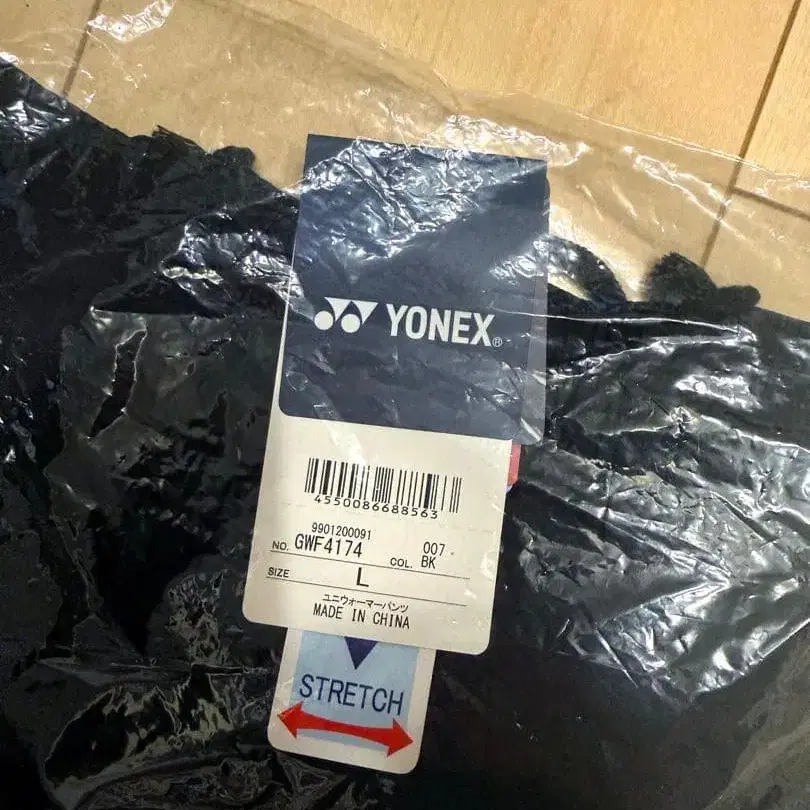 YONEX®
4550086688563
9901200091
NO. GWF4174 COL. 007 BK
SIZE L
ユニウォーマーパンツ
MADE IN CHINA
STRETCH